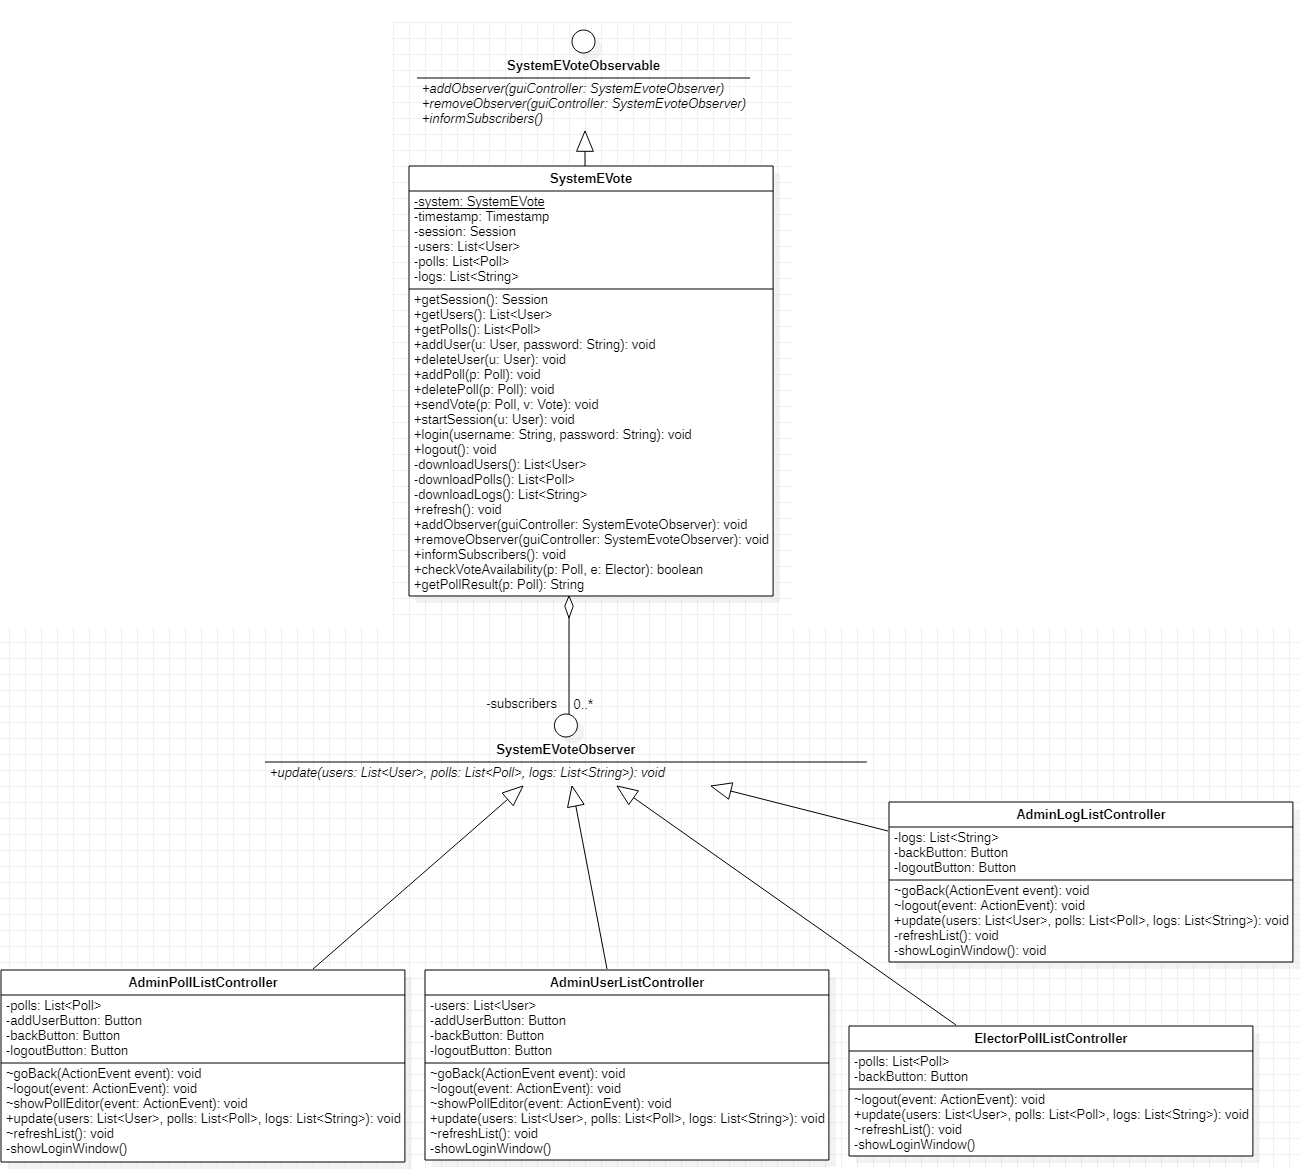 SystemEVoteObservable
+addObserver(guiController: SystemEvoteObserver)
+removeObserver(guiController: SystemEvoteObserver)
+informSubscribers()
SystemEVote
-system: SystemEVote
-timestamp: Timestamp
-session: Session
-users: List<User>
-polls: List<Poll>
-logs: List<String>
+getSession(): Session
+getUsers(): List<User>
+getPolls(): List<Poll>
+addUser(u: User, password: String): void
+deleteUser(u: User): void
+addPoll(p: Poll): void
+deletePoll(p: Poll): void
+sendVote(p: Poll, v: Vote): void
+startSession(u: User): void
+login(username: String, password: String): void
+logout(): void
-downloadUsers(): List<User>
-downloadPolls(): List<Poll>
-downloadLogs(): List<String>
+refresh(): void
+addObserver(guiController: SystemEvoteObserver): void
+removeObserver(guiController: SystemEvoteObserver): void
+informSubscribers(): void
+checkVoteAvailability(p: Poll, e: Elector): boolean
+getPollResult(p: Poll): String
-subscribers 0..*
SystemEVoteObserver
+update(users: List<User>, polls: List<Poll>, logs: List<String>): void
AdminLogListController
-logs: List<String>
-backButton: Button
-logoutButton: Button
~goBack(ActionEvent event): void
~logout(event: ActionEvent): void
+update(users: List<User>, polls: List<Poll>, logs: List<String>): void
-refreshList(): void
-showLoginWindow(): void
AdminPollListController
-polls: List<Poll>
-addUserButton: Button
-backButton: Button
-logoutButton: Button
~goBack(ActionEvent event): void
~logout(event: ActionEvent): void
~showPollEditor(event: ActionEvent): void
+update(users: List<User>, polls: List<Poll>, logs: List<String>): void
~refreshList(): void
-showLoginWindow()
AdminUserListController
-users: List<User>
-addUserButton: Button
-backButton: Button
-logoutButton: Button
~goBack(ActionEvent event): void
~logout(event: ActionEvent): void
~showPollEditor(event: ActionEvent): void
+update(users: List<User>, polls: List<Poll>, logs: List<String>): void
~refreshList(): void
-showLoginWindow()
ElectorPollListController
-polls: List<Poll>
-backButton: Button
~logout(event: ActionEvent): void
+update(users: List<User>, polls: List<Poll>, logs: List<String>): void
~refreshList(): void
-showLoginWindow()